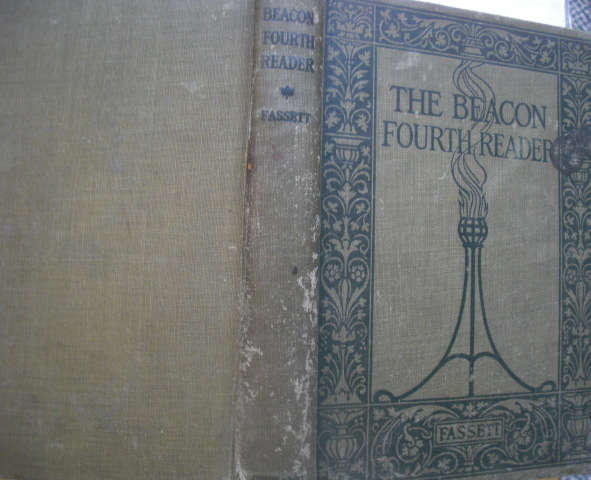 BEACON
FOURTH
READER
FASSETT
THE BEACON
FOURTH READER
FASSETT